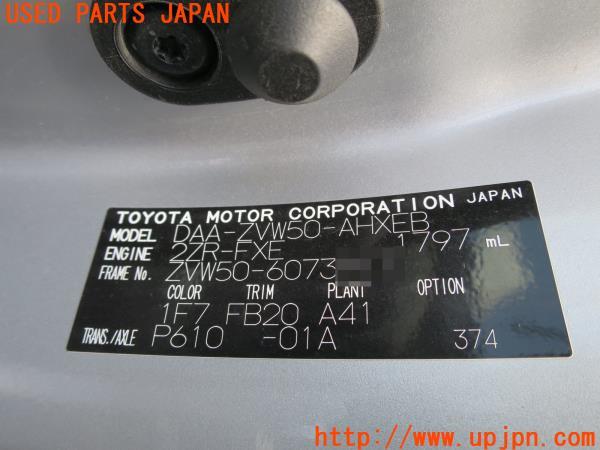 USED PARTS JAPAN
TOYOTA MOTOR CORPORATION JAPAN
MODEL DAA-ZVW50-AHXEB
ENGINE 2ZR-FXE 1797 mL
FRAME No. ZVW50-6073
COLOR TRIM PLANT OPTION
1F7 FB20 A41
TRANS./AXLE P610 -01A 374
UPJ
http://www.upjpn.com